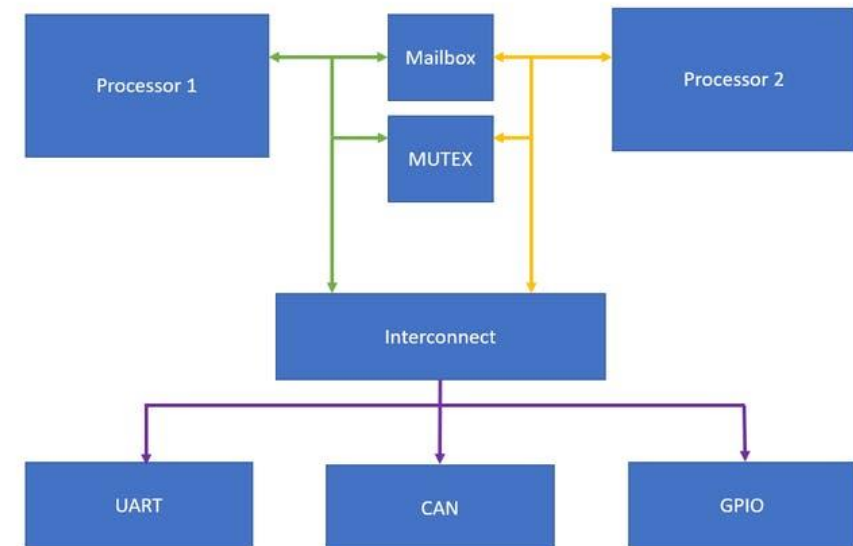 Processor 1
Mailbox
Processor 2
MUTEX
Interconnect
UART
CAN
GPIO